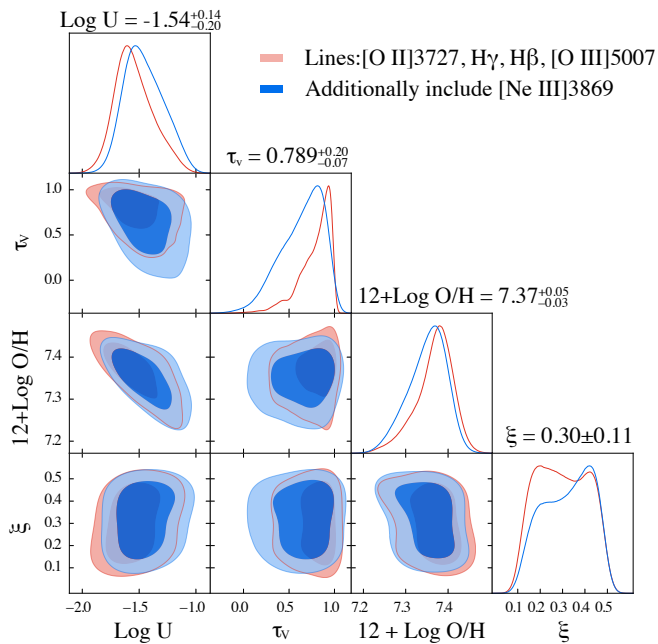 Log U = -1.54+0.14 -0.20
Lines:[O II]3727, Hγ, Hβ, [O III]5007
Additionally include [Ne III]3869
τv = 0.789+0.20 -0.07
1.0
0.5
0.0
τV
12+Log O/H = 7.37+0.05 -0.03
7.4
7.3
7.2
12+Log O/H
ξ = 0.30±0.11
0.5
0.4
0.3
0.2
0.1
ξ
-2.0 -1.5 -1.0 0.0 0.5 1.0 7.2 7.3 7.4 0.1 0.2 0.3 0.4 0.5
Log U τV 12 + Log O/H ξ